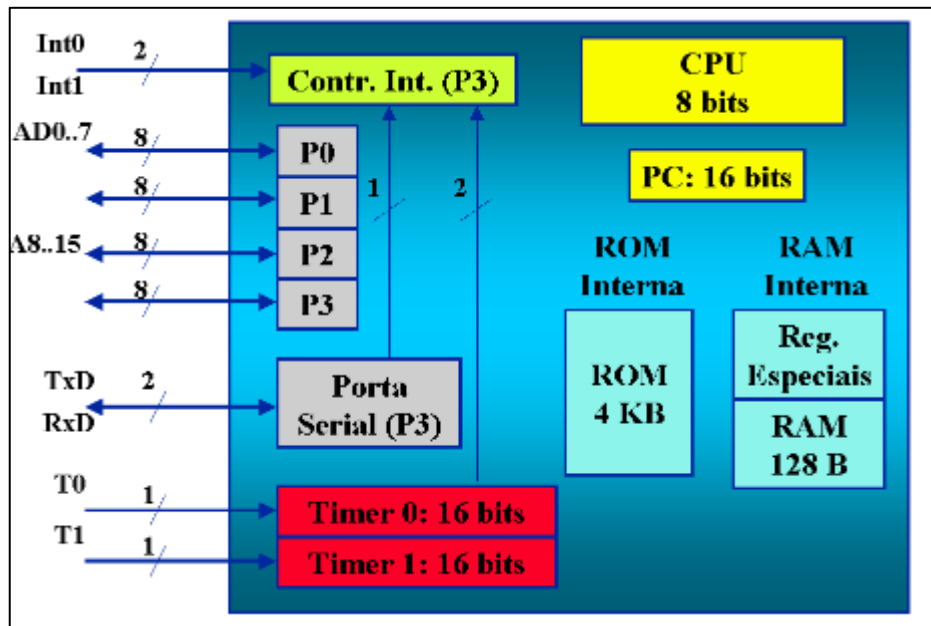 Int0
2
Int1
Contr. Int. (P3)
CPU
8 bits
AD0..7
8
P0
8
P1
1
2
PC: 16 bits
A8..15
8
P2
8
P3
ROM
Interna
RAM
Interna
TxD
2
RxD
Porta
Serial (P3)
ROM
4 KB
Reg.
Especiais
RAM
128 B
T0
1
Timer 0: 16 bits
T1
1
Timer 1: 16 bits